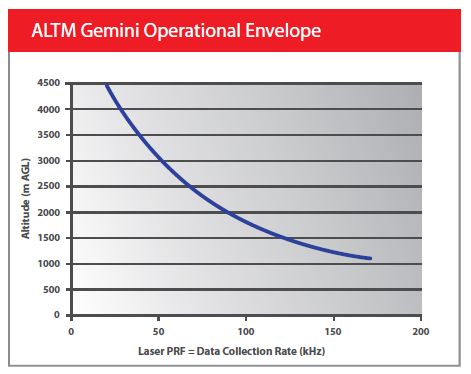 ALTM Gemini Operational Envelope
Altitude (m AGL)
4500
4000
3500
3000
2500
2000
1500
1000
500
0
0 50 100 150 200
Laser PRF = Data Collection Rate (kHz)